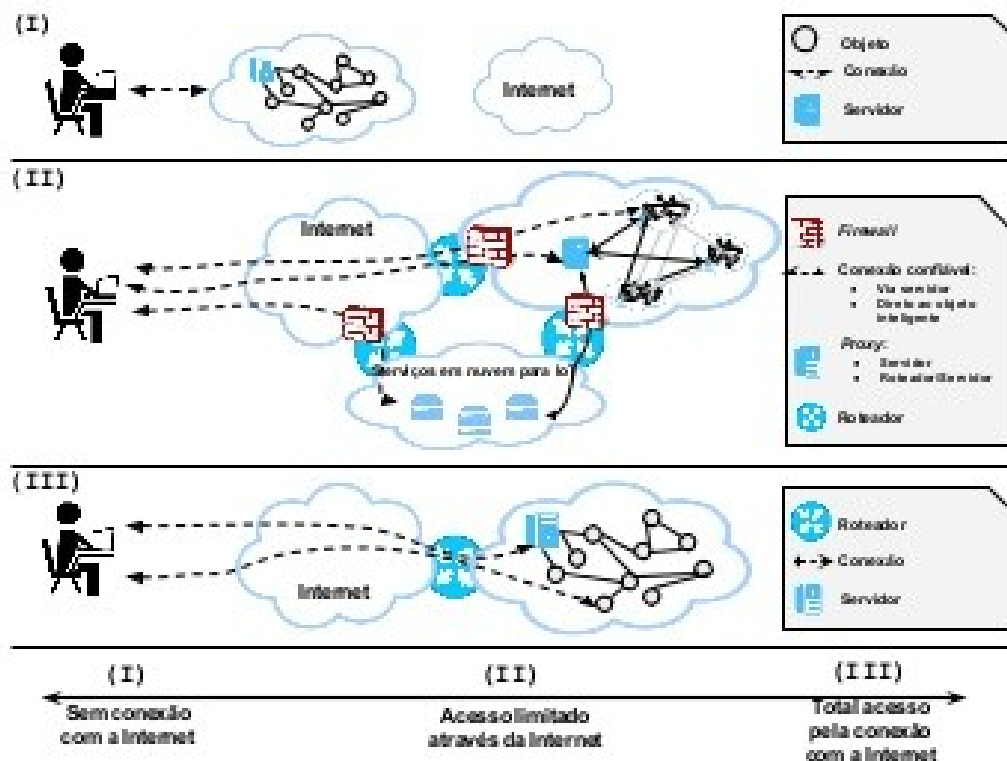 (I)
Internet
Objeto
Conexão
Servidor
(II)
Internet
Serviços em nuvem para Io
Firewall
Conexão confiável:
• Via servidor
• Direto ao objeto
inteligente
Proxy:
• Servidor
• Roteador/Servidor
Roteador
(III)
Internet
Roteador
Conexão
Servidor
(I)
Sem conexão
com a Internet
(II)
Acesso limitado
através da Internet
(III)
Total acesso
pela conexão
com a Internet